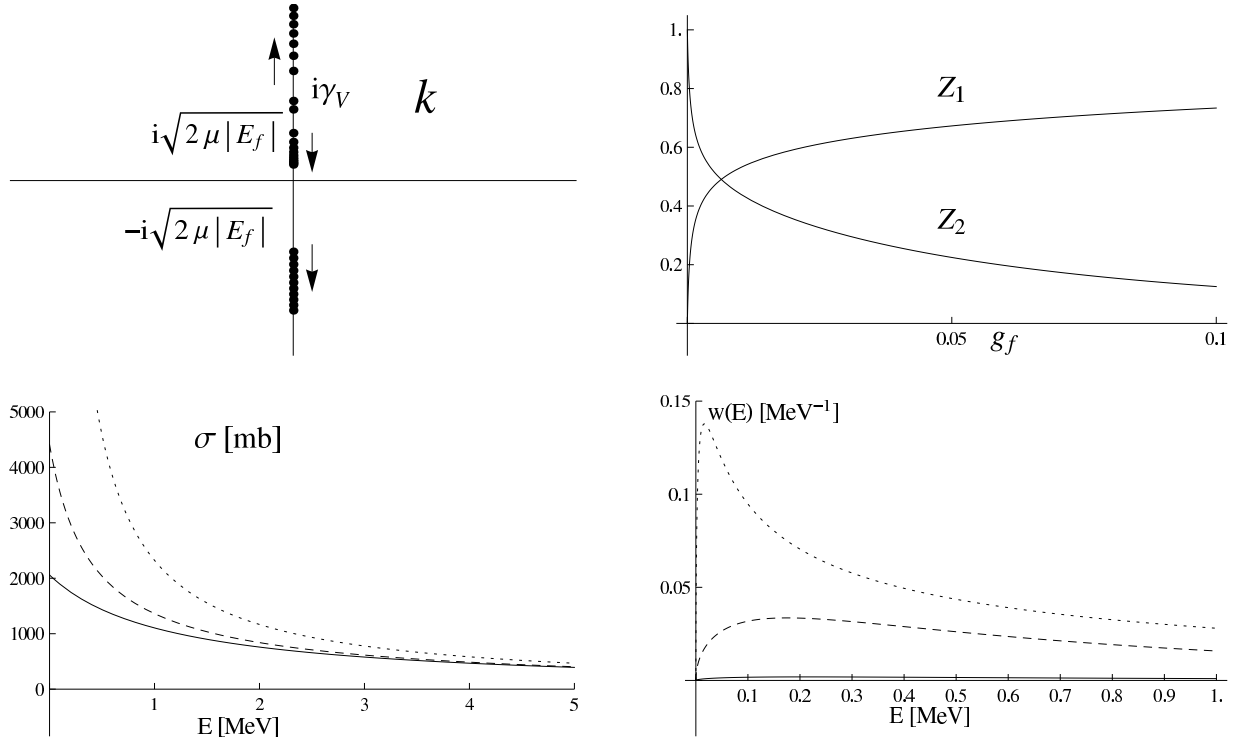 iγ_V
k
i√2 μ|E_f|
−i√2 μ|E_f|
1.
0.8
0.6
0.4
0.2
Z_1
Z_2
0.05
0.1
g_f
5000
4000
3000
2000
1000
0
σ [mb]
1
2
3
4
5
E [MeV]
0.15
0.1
0.05
w(E) [MeV⁻¹]
0.1 0.2 0.3 0.4 0.5 0.6 0.7 0.8 0.9 1.
E [MeV]